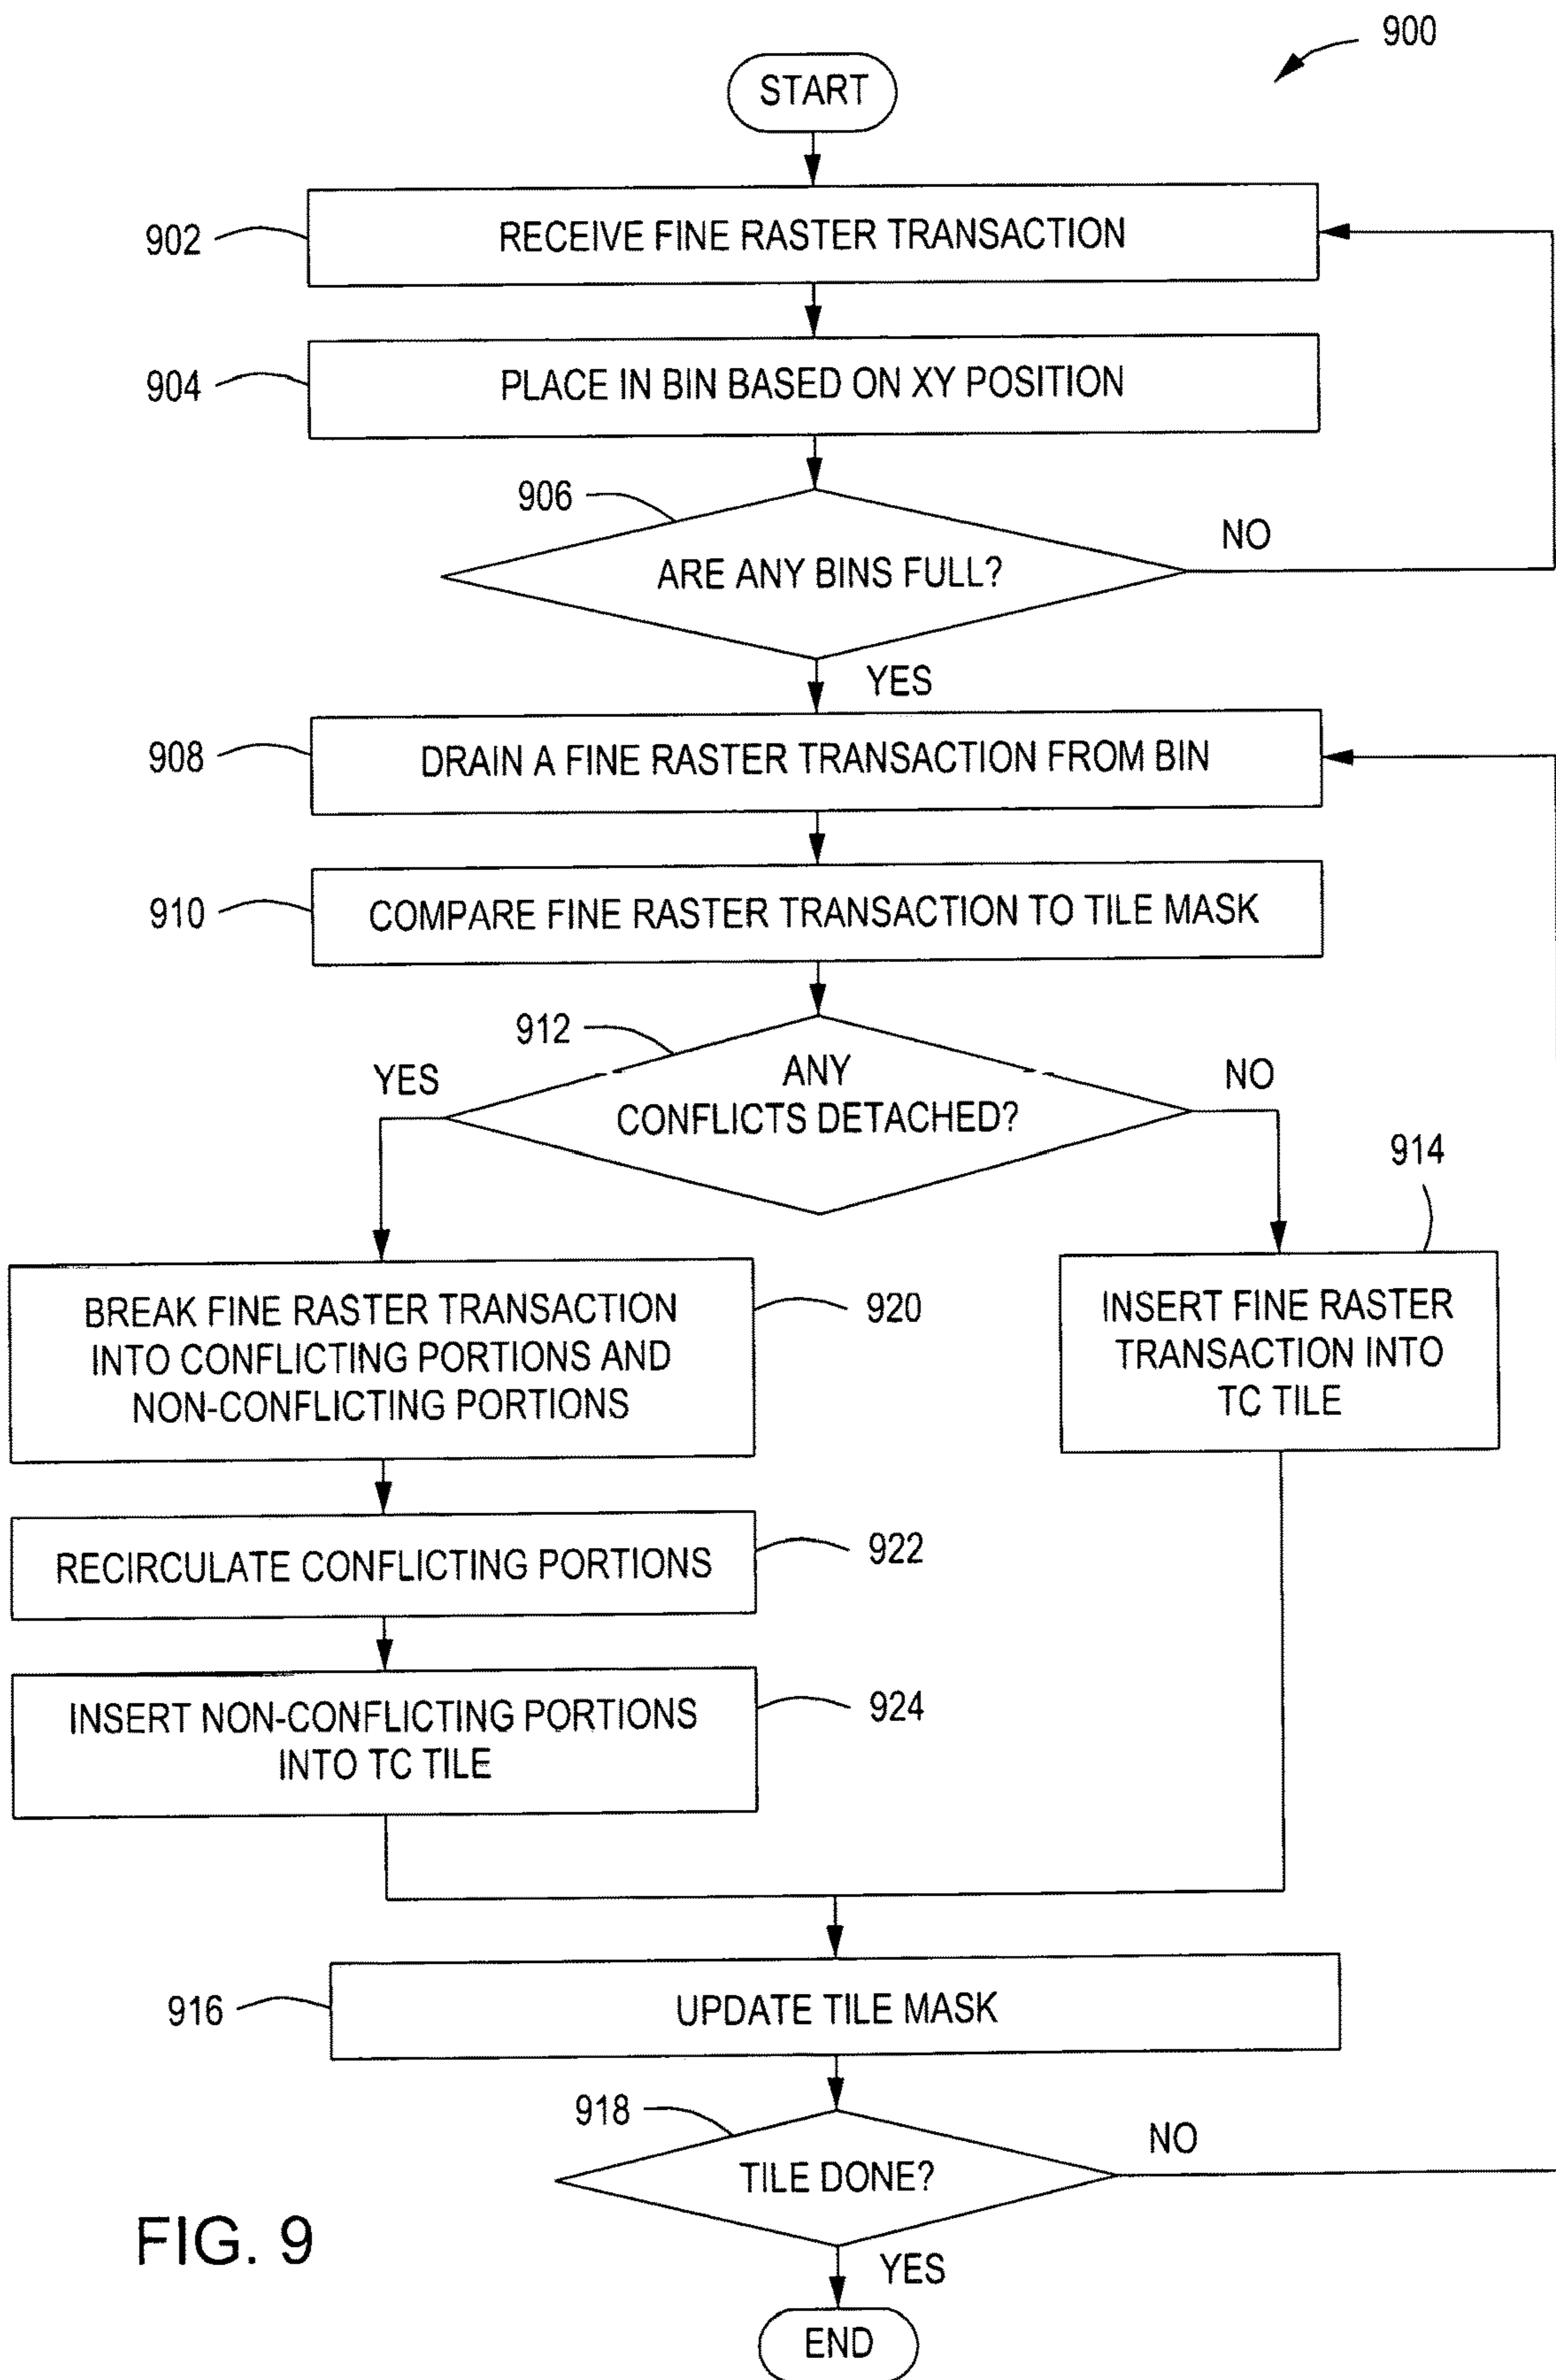 900
START
902
RECEIVE FINE RASTER TRANSACTION
904
PLACE IN BIN BASED ON XY POSITION
906
ARE ANY BINS FULL?
NO
YES
908
DRAIN A FINE RASTER TRANSACTION FROM BIN
910
COMPARE FINE RASTER TRANSACTION TO TILE MASK
912
YES
ANY
CONFLICTS DETACHED?
NO
914
BREAK FINE RASTER TRANSACTION
INTO CONFLICTING PORTIONS AND
NON-CONFLICTING PORTIONS
920
INSERT FINE RASTER
TRANSACTION INTO
TC TILE
RECIRCULATE CONFLICTING PORTIONS
922
INSERT NON-CONFLICTING PORTIONS
INTO TC TILE
924
916
UPDATE TILE MASK
918
TILE DONE?
NO
YES
END
FIG. 9